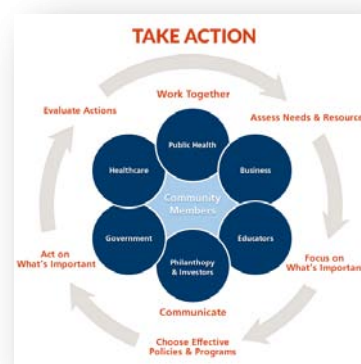 TAKE ACTION
Work Together
Evaluate Actions
Assess Needs & Resource
Public Health
Healthcare
Business
Community
Members
Government
Educators
Philanthopy
& Investors
Act on
What's Important
Focus on
What's Important
Communicate
Choose Effective
Policies & Programs